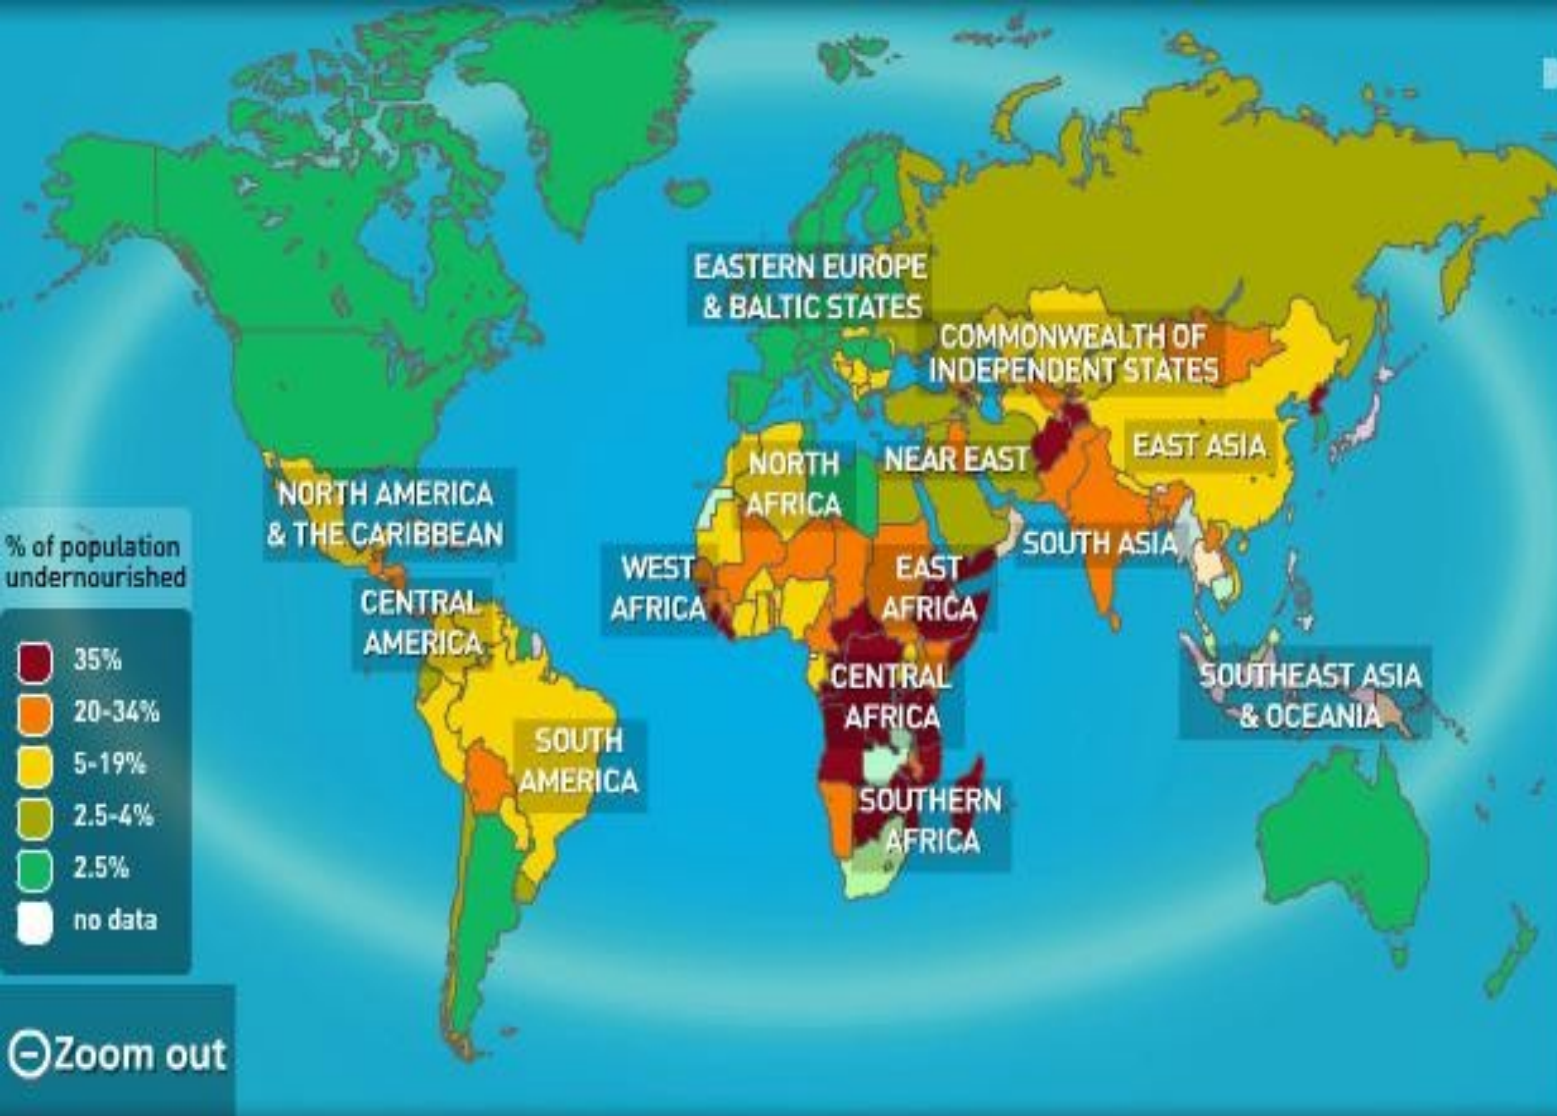 EASTERN EUROPE
& BALTIC STATES
COMMONWEALTH OF
INDEPENDENT STATES
EAST ASIA
NEAR EAST
NORTH
AFRICA
NORTH AMERICA
& THE CARIBBEAN
SOUTH ASIA
WEST
AFRICA
EAST
AFRICA
CENTRAL
AMERICA
CENTRAL
AFRICA
SOUTHEAST ASIA
& OCEANIA
SOUTH
AMERICA
SOUTHERN
AFRICA
% of population
undernourished
35%
20-34%
5-19%
2.5-4%
2.5%
no data
Zoom out